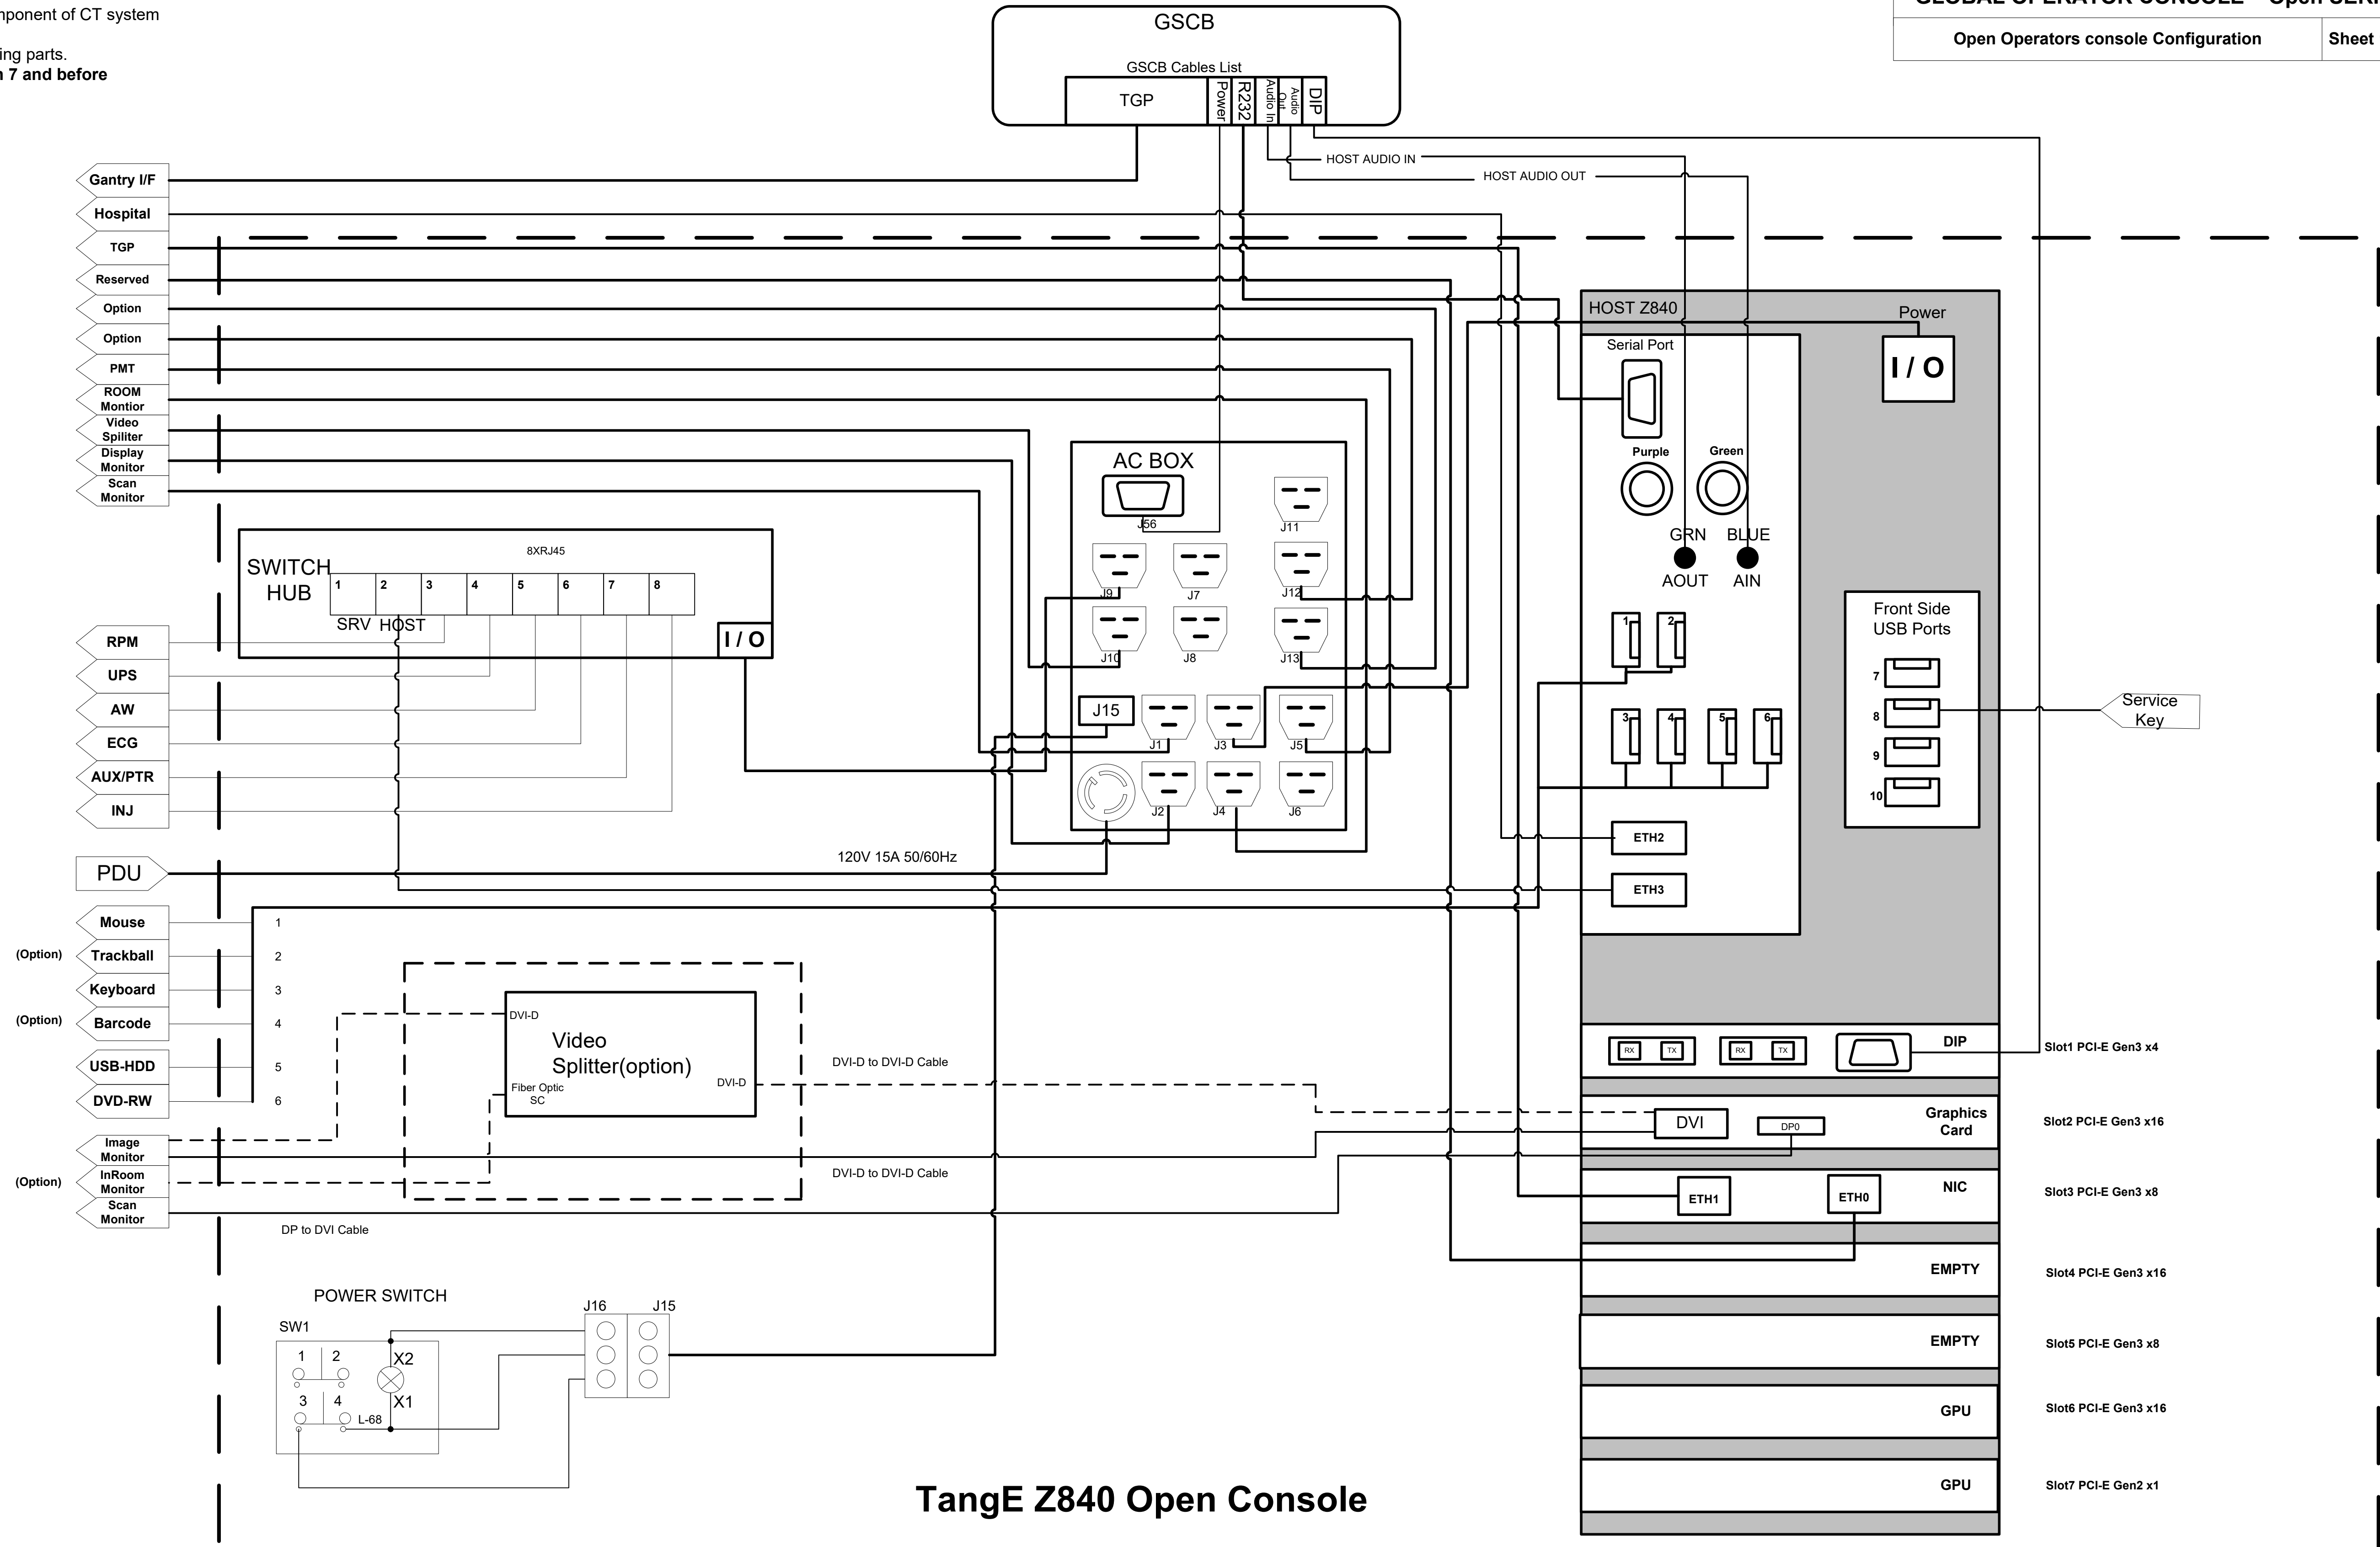 mponent of CT system
ing parts.
n 7 and before
Open Operators console Configuration
Sheet
GSCB
GSCB Cables List
TGP
Power
R232
Audio In
Audio
Out
DIP
HOST AUDIO IN
HOST AUDIO OUT
Gantry I/F
Hospital
TGP
Reserved
Option
Option
PMT
ROOM
Montior
Video
Spiliter
Display
Monitor
Scan
Monitor
SWITCH
HUB
8XRJ45
1 2 3 4 5 6 7 8
SRV HOST
I / O
RPM
UPS
AW
ECG
AUX/PTR
INJ
PDU
120V 15A 50/60Hz
AC BOX
J56
J11
J9
J7
J12
J10
J8
J13
J15
J1
J3
J5
J2
J4
J6
HOST Z840
Power
I / O
Serial Port
Purple
Green
GRN
BLUE
AOUT
AIN
1 2
3 4 5 6
ETH2
ETH3
Front Side
USB Ports
7
8
9
10
Service
Key
Mouse 1
(Option) Trackball 2
Keyboard 3
(Option) Barcode 4
USB-HDD 5
DVD-RW 6
Image
Monitor
(Option)
InRoom
Monitor
Scan
Monitor
DVI-D
Video
Splitter(option)
Fiber Optic
SC
DVI-D
DVI-D to DVI-D Cable
DVI-D to DVI-D Cable
DP to DVI Cable
RX TX RX TX
DIP
Slot1 PCI-E Gen3 x4
DVI
DP0
Graphics
Card
Slot2 PCI-E Gen3 x16
ETH1
ETH0
NIC
Slot3 PCI-E Gen3 x8
EMPTY
Slot4 PCI-E Gen3 x16
EMPTY
Slot5 PCI-E Gen3 x8
GPU
Slot6 PCI-E Gen3 x16
GPU
Slot7 PCI-E Gen2 x1
POWER SWITCH
SW1
1 2
X2
3 4
X1
L-68
J16
J15
TangE Z840 Open Console